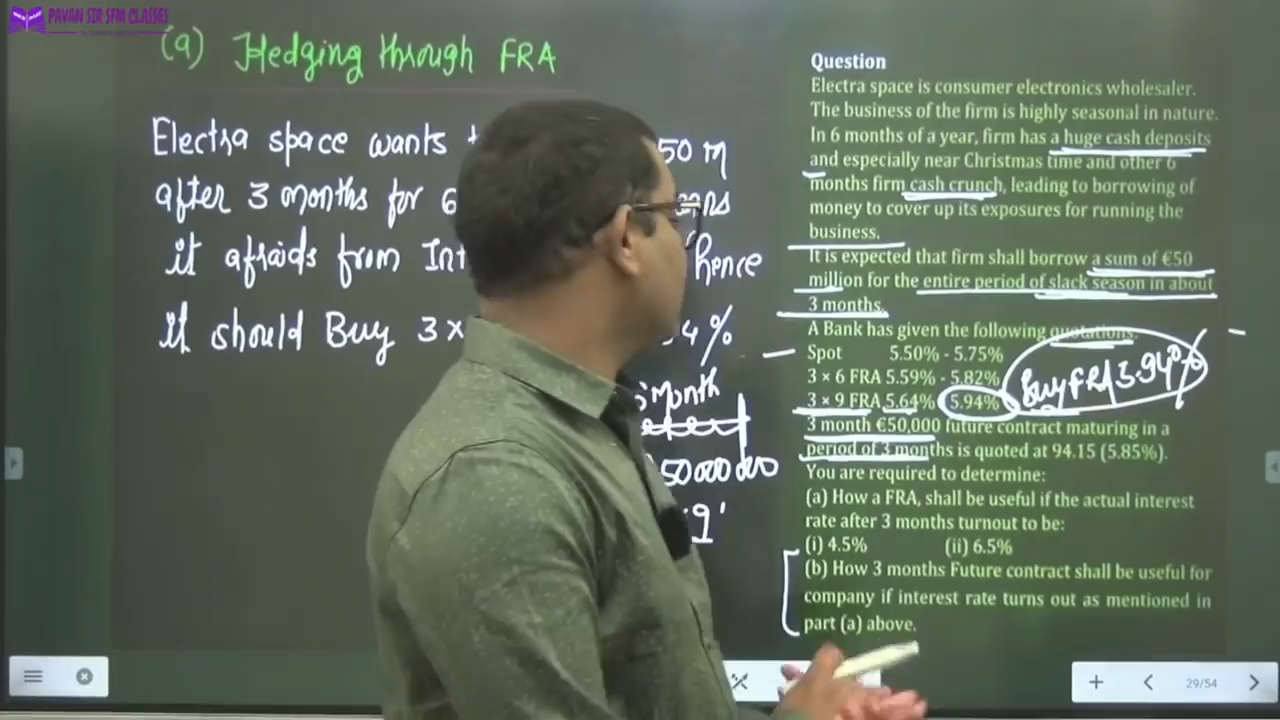 PAVAN SIR SFM CLASSES
(a) Hedging through FRA
Electra space wants 50 m
after 3 months for 6
it afraids from Int hence
it should Buy 3 × 4%
month
50000000
Question
Electra space is consumer electronics wholesaler.
The business of the firm is highly seasonal in nature.
In 6 months of a year, firm has a huge cash deposits
and especially near Christmas time and other 6
months firm cash crunch, leading to borrowing of
money to cover up its exposures for running the
business.
It is expected that firm shall borrow a sum of €50
million for the entire period of slack season in about
3 months.
A Bank has given the following quotations.
Spot 5.50% - 5.75%
3 × 6 FRA 5.59% - 5.82%
3 × 9 FRA 5.64% 5.94%
Buy FRA 3.94%
3 month €50,000 future contract maturing in a
period of 3 months is quoted at 94.15 (5.85%).
You are required to determine:
(a) How a FRA, shall be useful if the actual interest
rate after 3 months turnout to be:
(i) 4.5% (ii) 6.5%
(b) How 3 months Future contract shall be useful for
company if interest rate turns out as mentioned in
part (a) above.
29/54